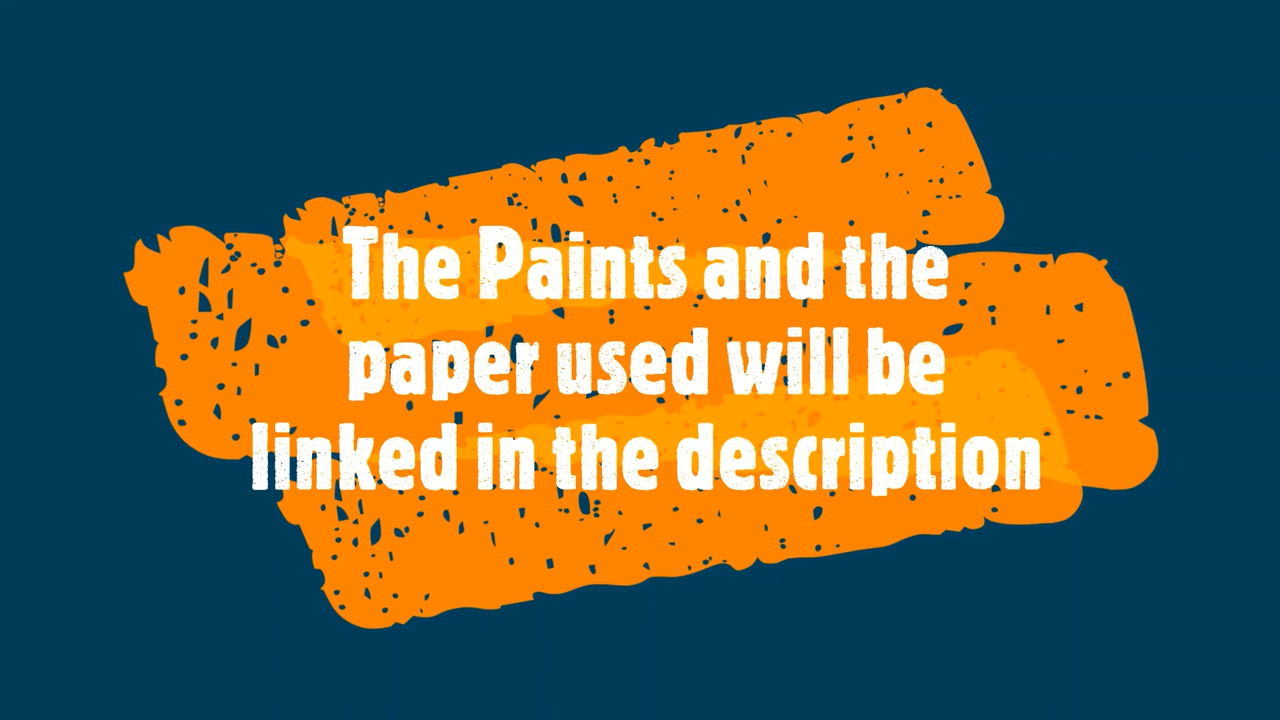 The Paints and the
paper used will be
linked in the description